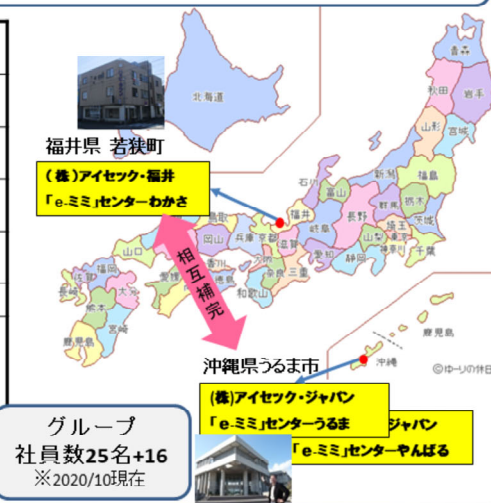 北海道
青森
秋田
岩手
山形
宮城
福島
新潟
石川
富山
福井
群馬
栃木
茨城
埼玉
東京
千葉
神奈川
山梨
長野
岐阜
静岡
愛知
滋賀
京都
兵庫
鳥取
岡山
奈良
三重
和歌山
香川
徳島
愛媛
山口
福岡
佐賀
長崎
大分
熊本
宮崎
鹿児島
鹿児島
沖縄
福井県 若狭町
(株)アイセック・福井
「e-ミミ」センターわかさ
相互補完
沖縄県うるま市
(株)アイセック・ジャパン
「e-ミミ」センターうるま
ジャパン
「e-ミミ」センターやんばる
©ゆーりの休日
グループ
社員数25名+16
※2020/10現在